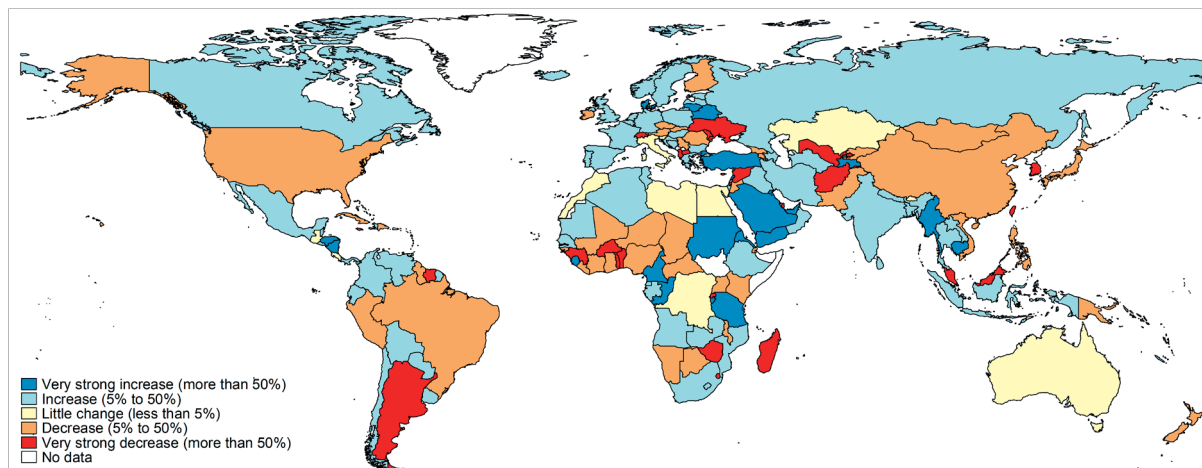 Very strong increase (more than 50%)
Increase (5% to 50%)
Little change (less than 5%)
Decrease (5% to 50%)
Very strong decrease (more than 50%)
No data